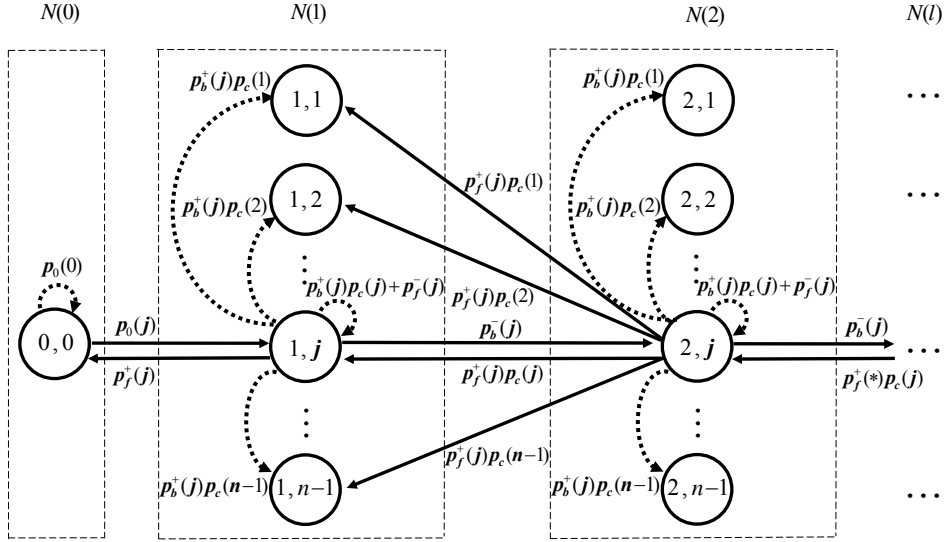 N(0) N(1) N(2) N(l)
p_b^+(j)p_c(1) 1,1 p_b^+(j)p_c(1) 2,1 ...
p_f^+(j)p_c(1)
p_b^+(j)p_c(2) 1,2 p_b^+(j)p_c(2) 2,2 ...
p_0(0) ⋮ p_b^+(j)p_c(j)+p_f^-(j) p_f^+(j)p_c(2) ⋮ p_b^+(j)p_c(j)+p_f^-(j)
p_0(j) p_b^-(j) p_b^-(j)
0,0 1,j 2,j ...
p_f^+(j) p_f^+(j)p_c(j) p_f^+(*)p_c(j)
⋮ ⋮
p_f^+(j)p_c(n-1)
p_b^+(j)p_c(n-1) 1,n-1 p_b^+(j)p_c(n-1) 2,n-1 ...